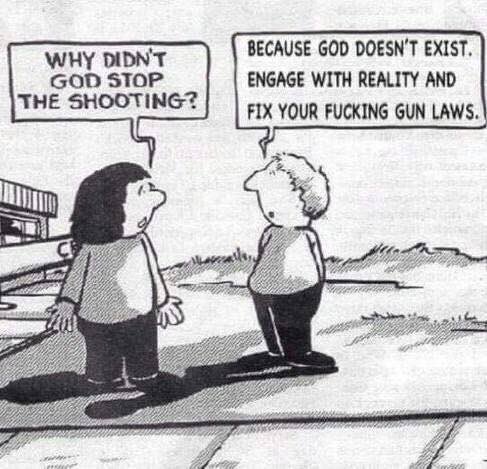 WHY DIDN'T
GOD STOP
THE SHOOTING?
BECAUSE GOD DOESN'T EXIST.
ENGAGE WITH REALITY AND
FIX YOUR FUCKING GUN LAWS.